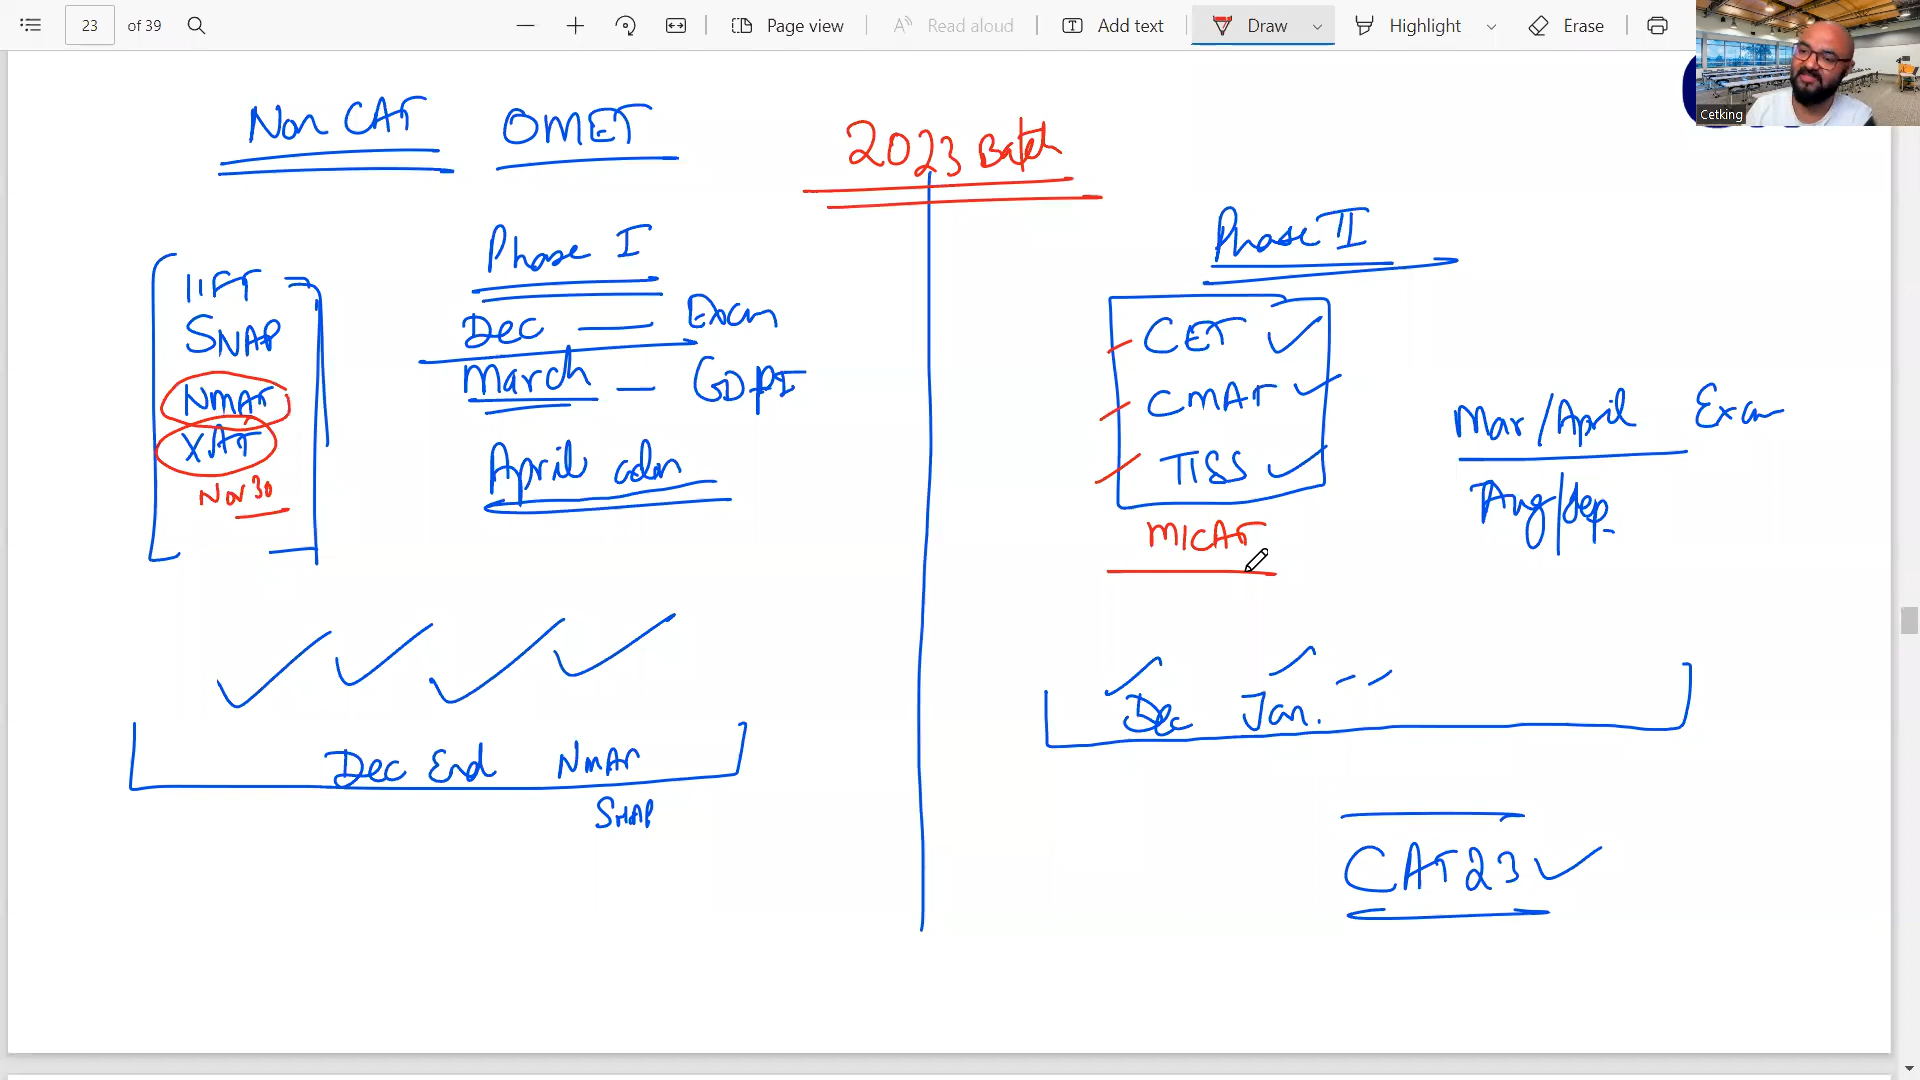 23 of 39 Page view Read aloud Add text Draw Highlight Erase
Cetking
Non CAT OMET
2023 Batch
Phase I
IIFT
SNAP
NMAT
XAT
Nov 30
Dec — Exam
March — GDPI
April adm
Phase II
CET ✓
CMAT ✓
TISS ✓
MICAT
Mar/April Exam
Aug/Sep
Dec End NMAT
SNAP
Dec Jan.
CAT23 ✓